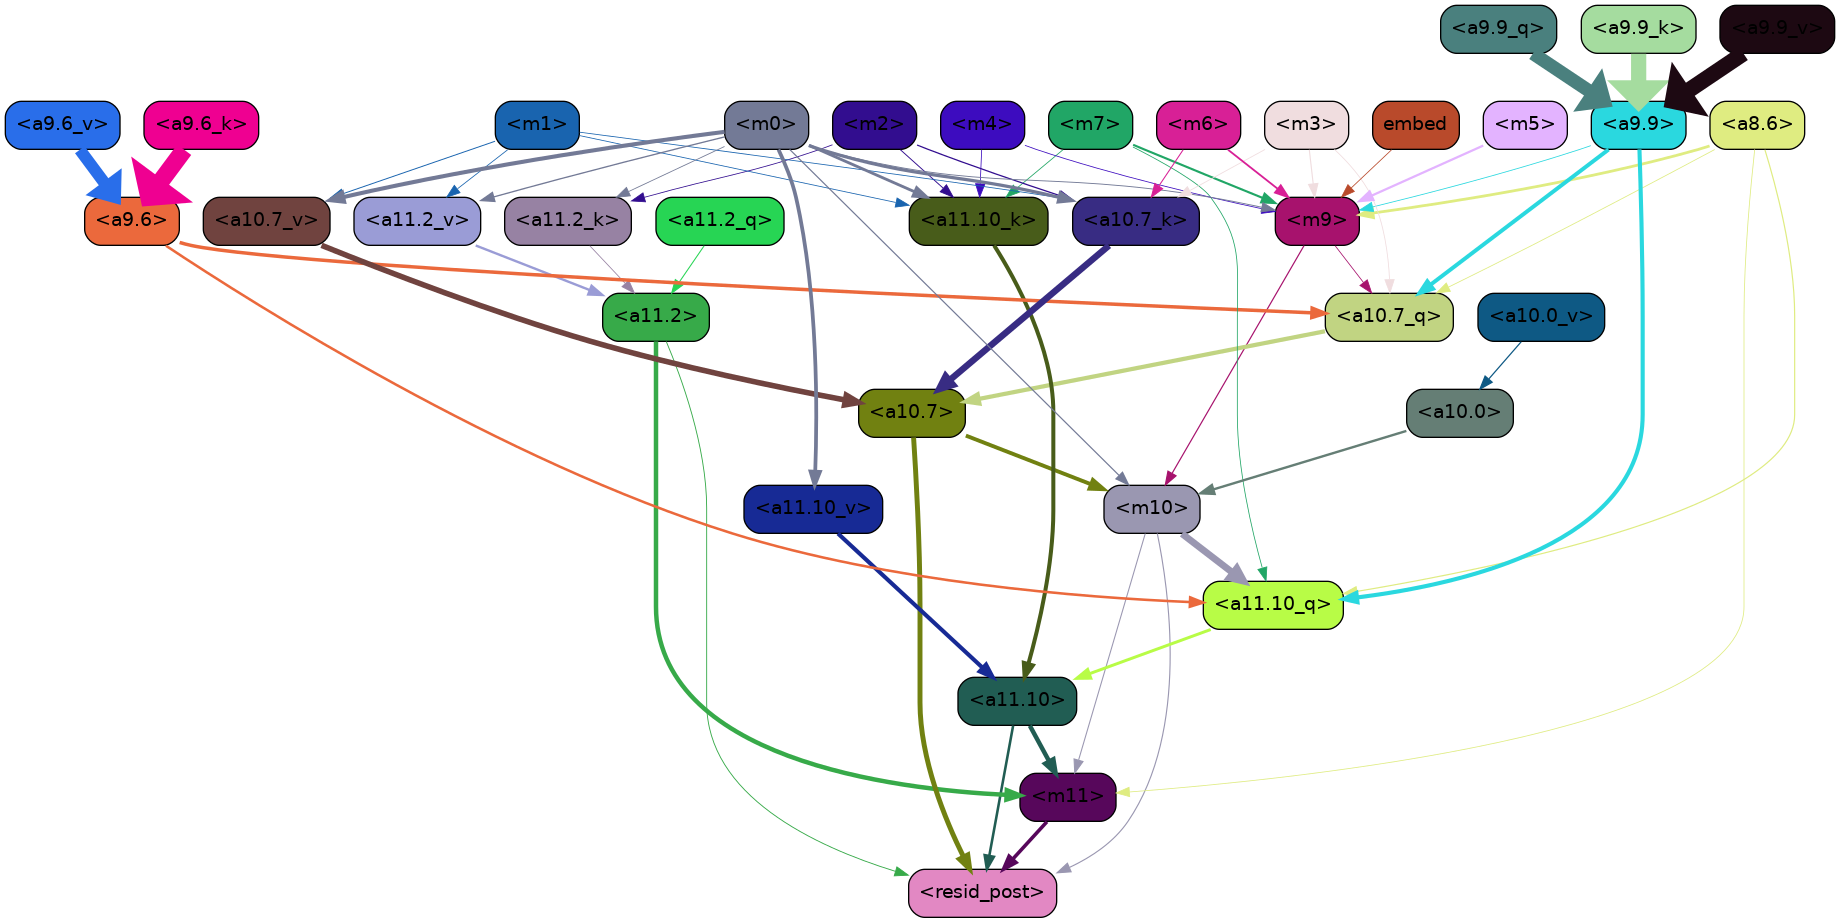 <a9.9_q>
<a9.9_k>
<a9.9_v>
<a9.6_v>
<a9.6_k>
<m1>
<m0>
<m2>
<m4>
<m7>
<m6>
<m3>
embed
<m5>
<a9.9>
<a8.6>
<a9.6>
<a10.7_v>
<a11.2_v>
<a11.2_k>
<a11.2_q>
<a11.10_k>
<a10.7_k>
<m9>
<a11.2>
<a10.7_q>
<a10.0_v>
<a10.7>
<a10.0>
<a11.10_v>
<m10>
<a11.10_q>
<a11.10>
<m11>
<resid_post>